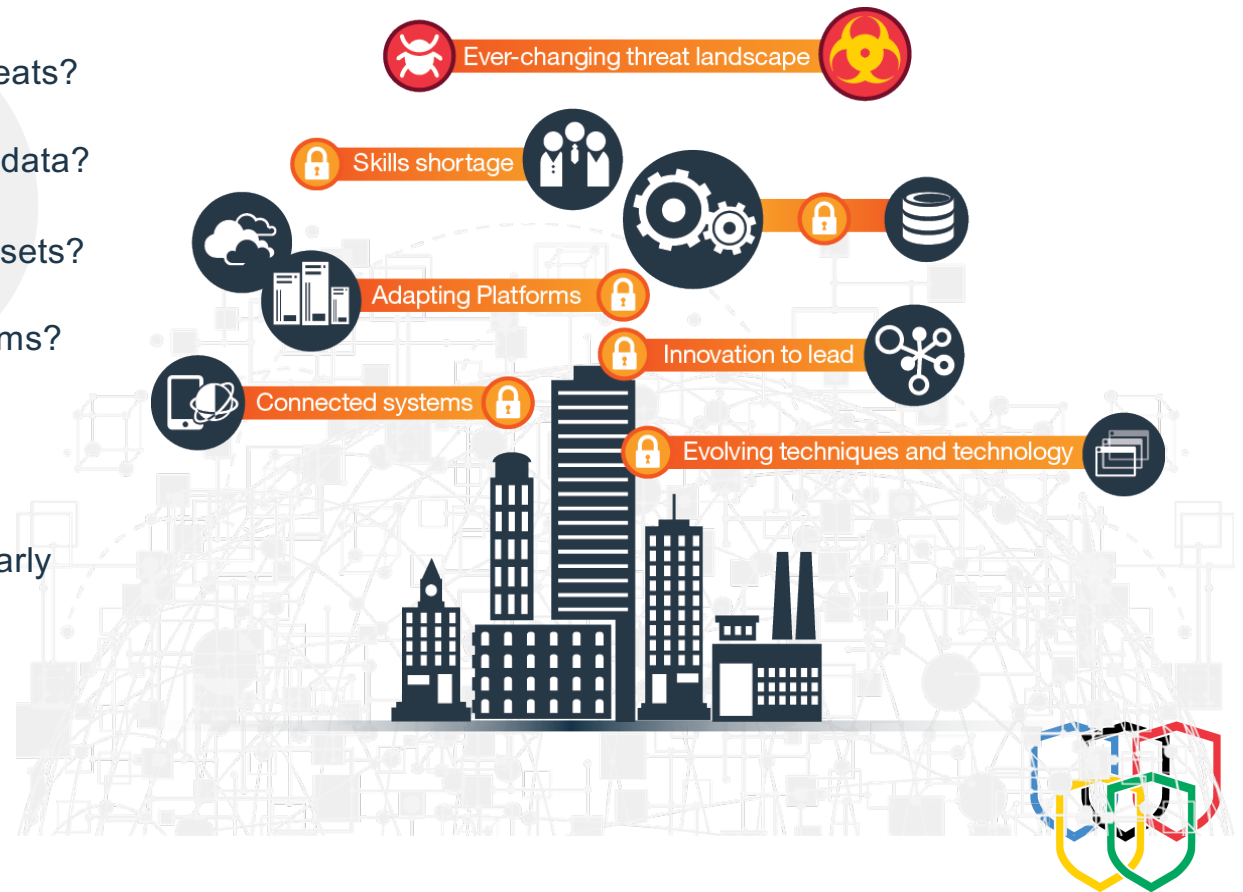 eats?
data?
sets?
ms?
arly
Ever-changing threat landscape
Skills shortage
Adapting Platforms
Innovation to lead
Connected systems
Evolving techniques and technology